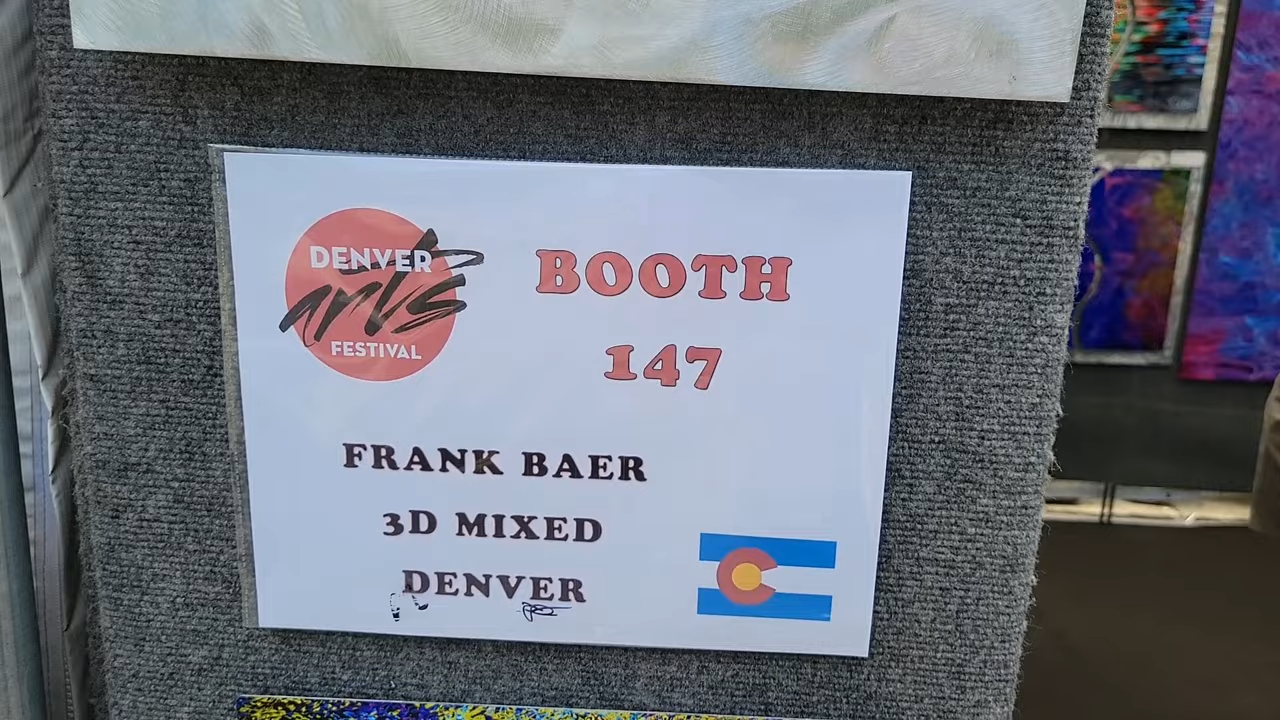 DENVER
arts
FESTIVAL
BOOTH
147
FRANK BAER
3D MIXED
DENVER